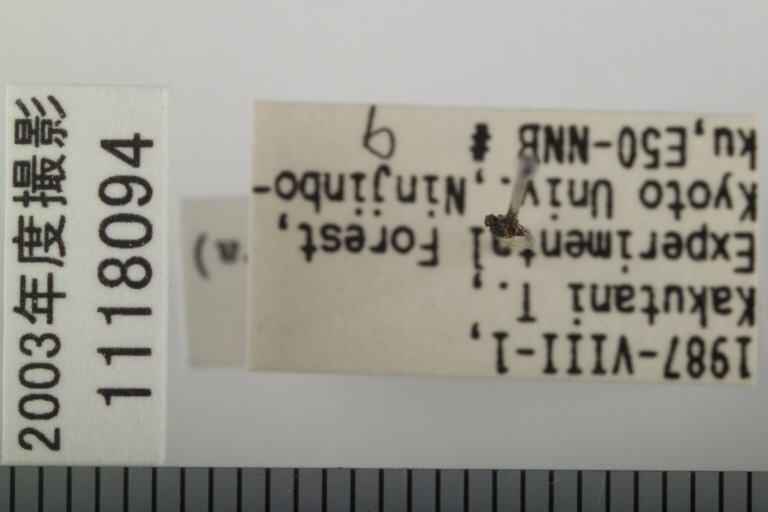 2003年度撮影
1118094
1987-VIII-1,
Kakutani T.,
Experimental Forest,
Kyoto Univ., Ninjinbo-
ku,E50-NNB #